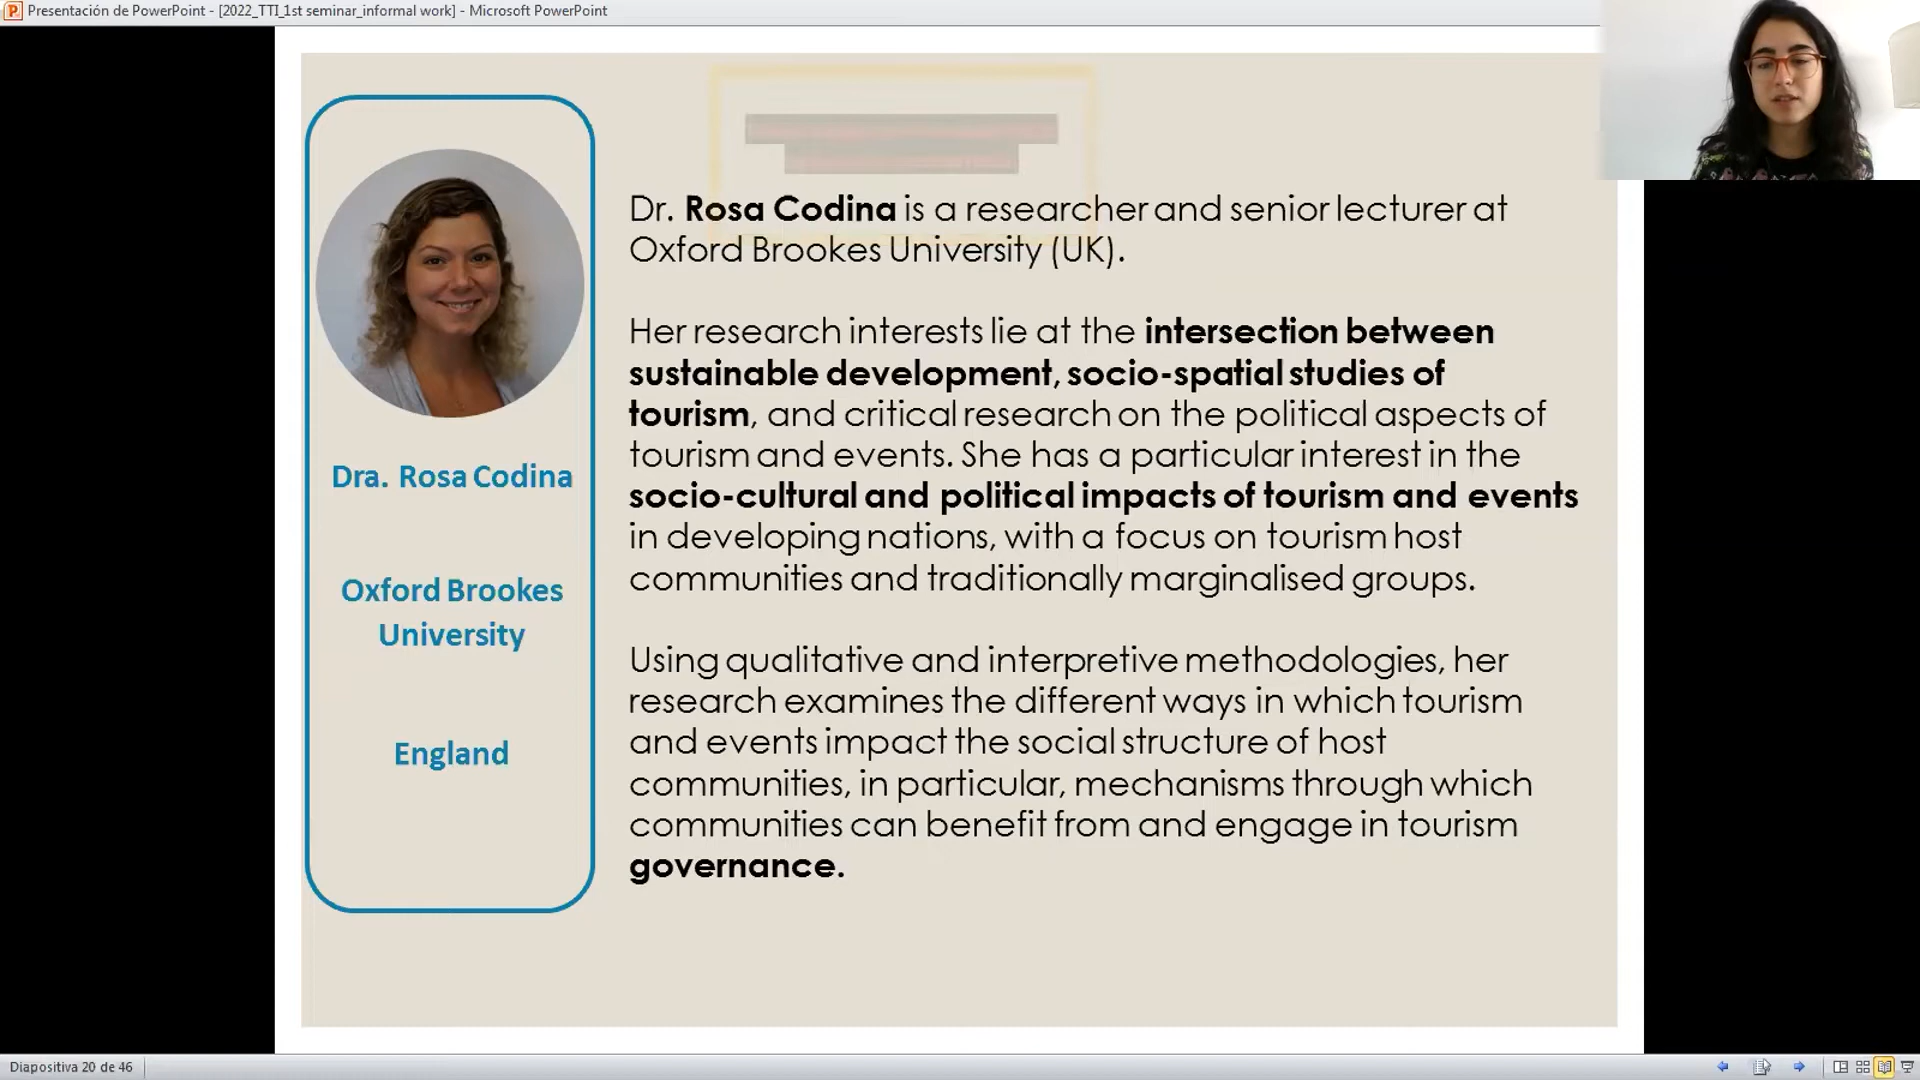 Presentación de PowerPoint - [2022_TTI_1st seminar_informal work] - Microsoft PowerPoint
Dra. Rosa Codina
Oxford Brookes
University
England
Dr. Rosa Codina is a researcher and senior lecturer at
Oxford Brookes University (UK).
Her research interests lie at the intersection between
sustainable development, socio-spatial studies of
tourism, and critical research on the political aspects of
tourism and events. She has a particular interest in the
socio-cultural and political impacts of tourism and events
in developing nations, with a focus on tourism host
communities and traditionally marginalised groups.
Using qualitative and interpretive methodologies, her
research examines the different ways in which tourism
and events impact the social structure of host
communities, in particular, mechanisms through which
communities can benefit from and engage in tourism
governance.
Diapositiva 20 de 46